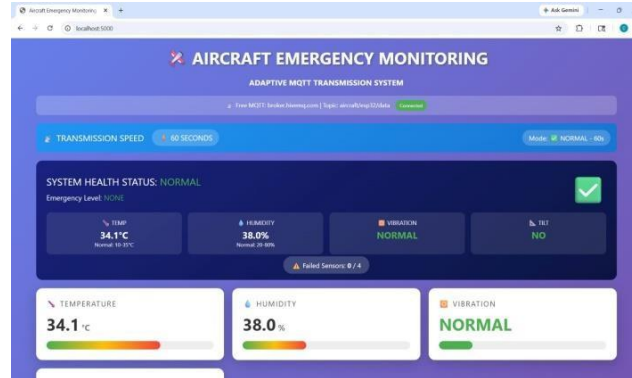 Aircraft Emergency Monitoring
Ask Gemini
localhost:5000
AIRCRAFT EMERGENCY MONITORING
ADAPTIVE MQTT TRANSMISSION SYSTEM
Free MQTT: broker.hivemq.com | Topic: aircraft/esp32/data Connected
TRANSMISSION SPEED 60 SECONDS Mode: ✅ NORMAL - 60s
SYSTEM HEALTH STATUS: NORMAL
Emergency Level: NONE
TEMP
34.1°C
Normal: 10-35°C
HUMIDITY
38.0%
Normal: 20-80%
VIBRATION
NORMAL
TILT
NO
Failed Sensors: 0 / 4
TEMPERATURE
34.1 °C
HUMIDITY
38.0 %
VIBRATION
NORMAL